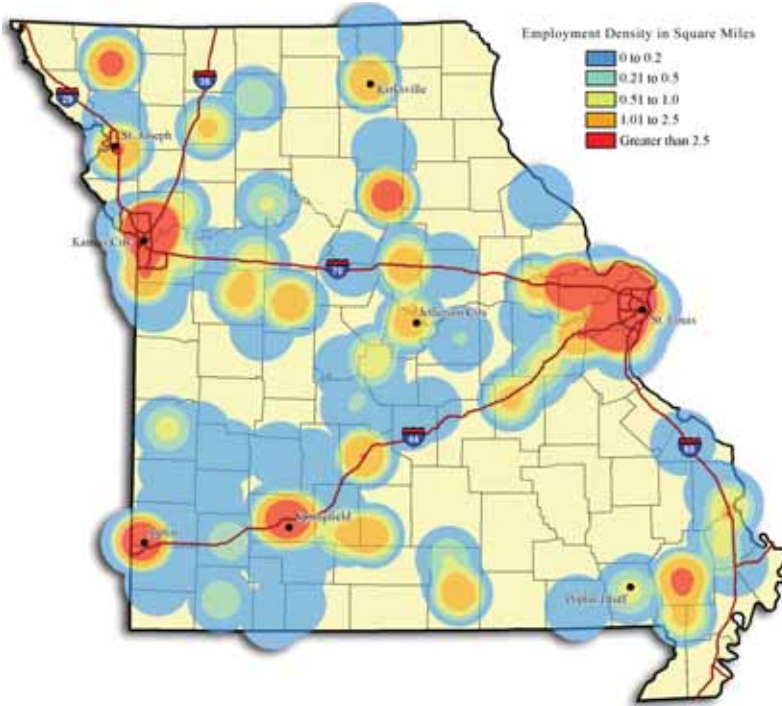 Employment Density in Square Miles
0 to 0.2
0.21 to 0.5
0.51 to 1.0
1.01 to 2.5
Greater than 2.5
Kirksville
35
29
St. Joseph
Kansas City
70
Jefferson City
St. Louis
44
55
Springfield
Joplin
Poplar Bluff